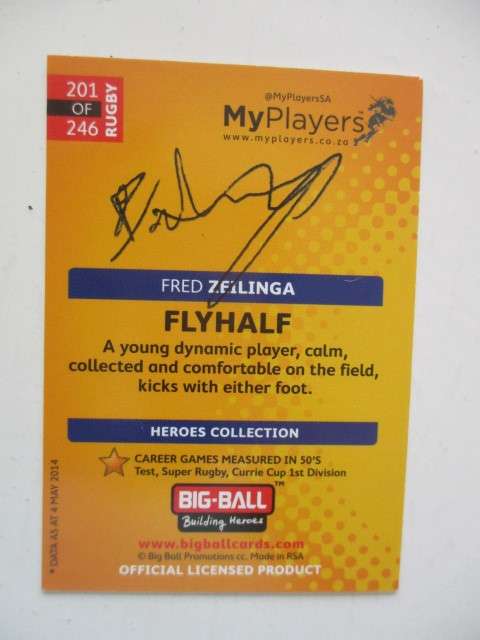 201
OF
246
RUGBY
@MyPlayersSA
MyPlayers
www.myplayers.co.za
FRED ZEILINGA
FLYHALF
A young dynamic player, calm,
collected and comfortable on the field,
kicks with either foot.
HEROES COLLECTION
CAREER GAMES MEASURED IN 50'S
Test, Super Rugby, Currie Cup 1st Division
BIG-BALL™
Building Heroes
www.bigballcards.com
© Big Ball Promotions cc. Made in RSA
OFFICIAL LICENSED PRODUCT
* DATA AS AT 4 MAY 2014